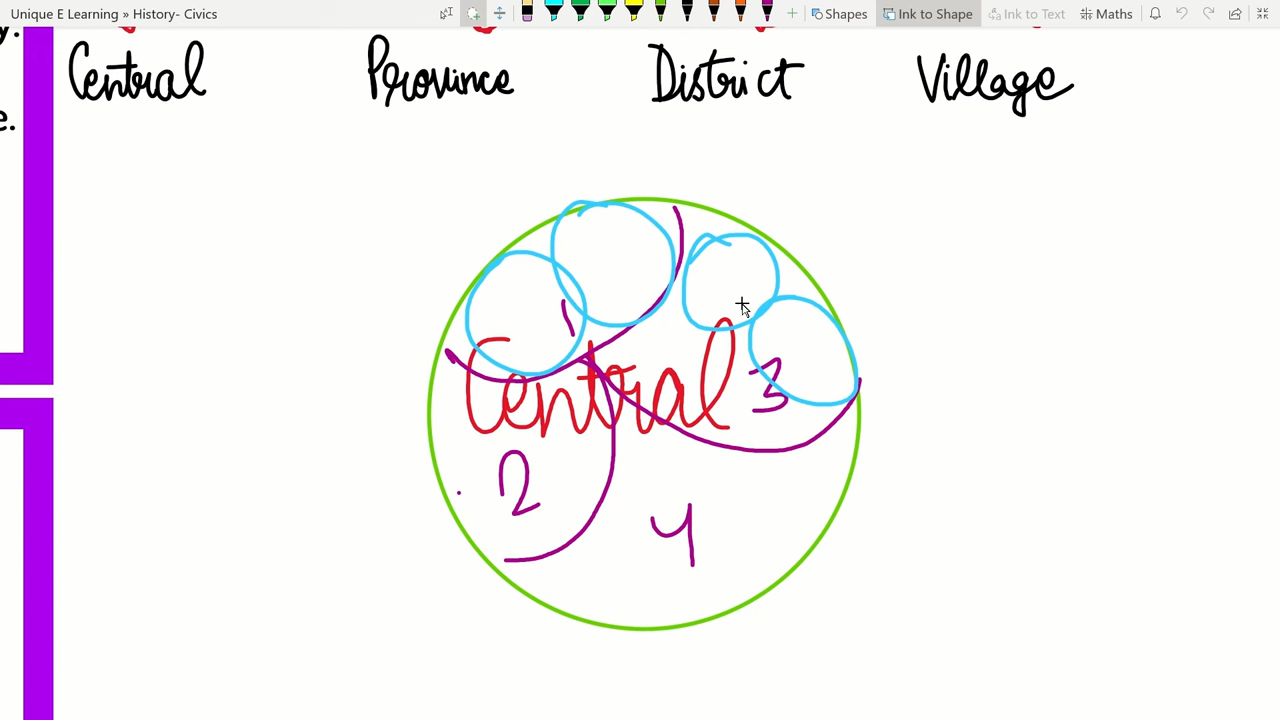 Unique E Learning » History- Civics
Shapes Ink to Shape Ink to Text Maths
y.
Central Province District Village
e.
1
Central
3
2
4